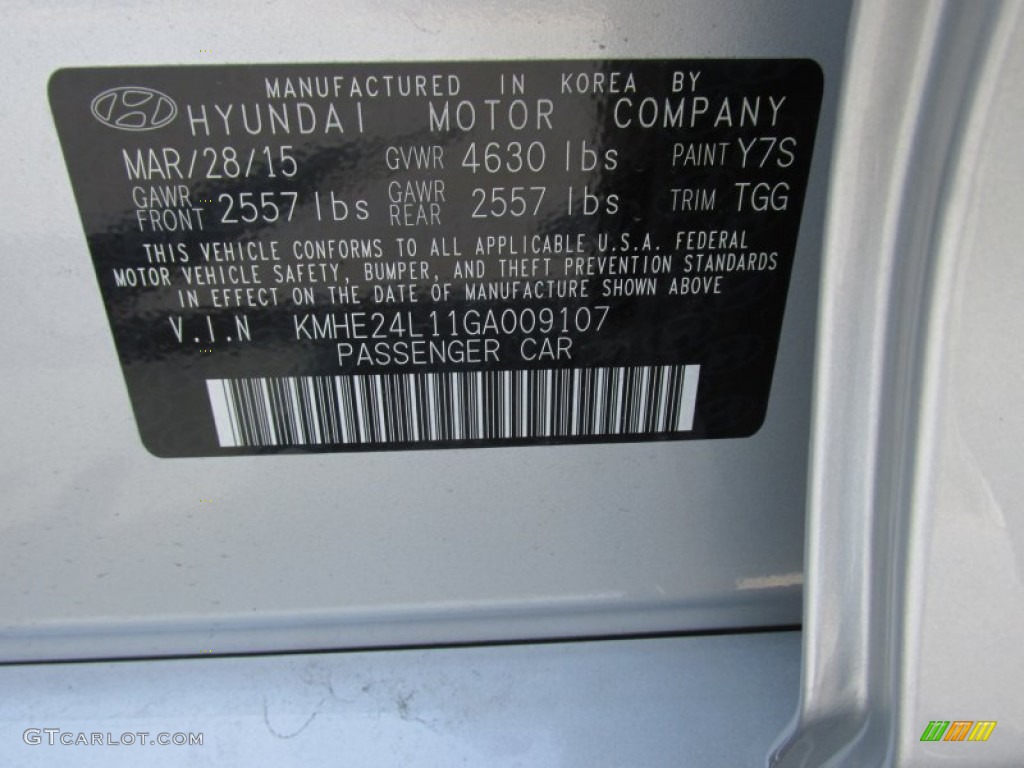 MANUFACTURED IN KOREA BY
HYUNDAI MOTOR COMPANY
MAR/28/15 GVWR 4630 lbs PAINT Y7S
GAWR FRONT 2557 lbs GAWR REAR 2557 lbs TRIM TGG
THIS VEHICLE CONFORMS TO ALL APPLICABLE U.S.A. FEDERAL
MOTOR VEHICLE SAFETY, BUMPER, AND THEFT PREVENTION STANDARDS
IN EFFECT ON THE DATE OF MANUFACTURE SHOWN ABOVE
V.I.N KMHE24L11GA009107
PASSENGER CAR
GTCARLOT.COM